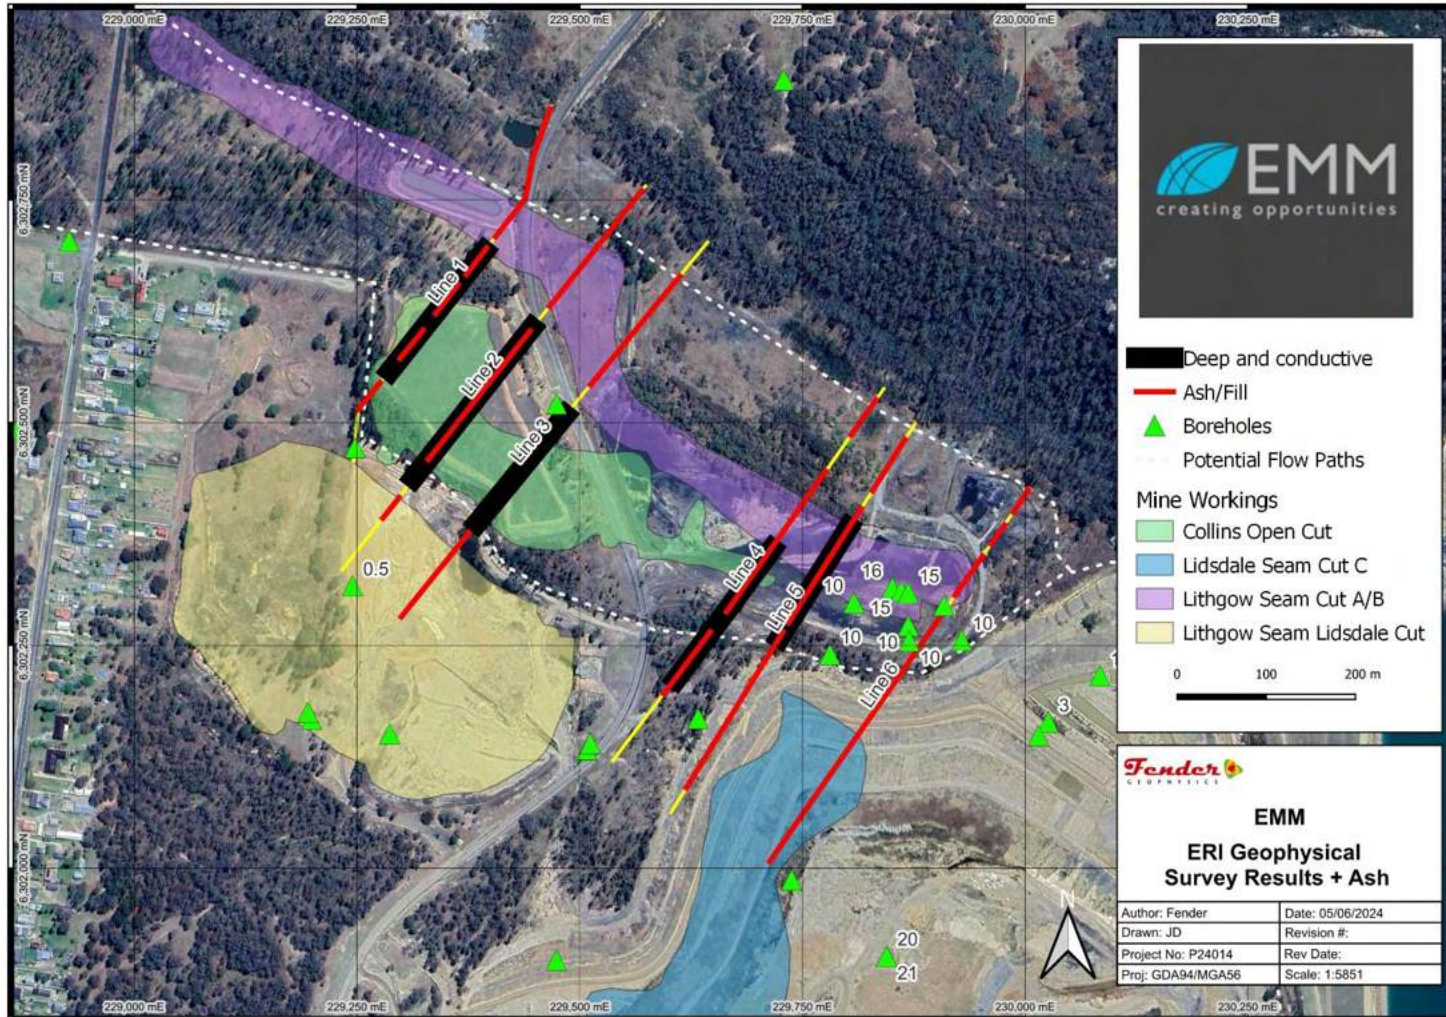 229,000 mE
229,250 mE
229,500 mE
229,750 mE
230,000 mE
230,250 mE
6,302,750 mN
6,302,500 mN
6,302,250 mN
6,302,000 mN
Line 1
Line 2
Line 3
Line 4
Line 5
Line 6
0.5
16
15
10
15
10
10
10
3
20
21
EMM
creating opportunities
Deep and conductive
Ash/Fill
Boreholes
Potential Flow Paths
Mine Workings
Collins Open Cut
Lidsdale Seam Cut C
Lithgow Seam Cut A/B
Lithgow Seam Lidsdale Cut
0 100 200 m
Fender
GEOPHYSICS
EMM
ERI Geophysical
Survey Results + Ash
Author: Fender
Date: 05/06/2024
Drawn: JD
Revision #:
Project No: P24014
Rev Date:
Proj: GDA94/MGA56
Scale: 1:5851
N
229,000 mE
229,250 mE
229,500 mE
229,750 mE
230,000 mE
230,250 mE